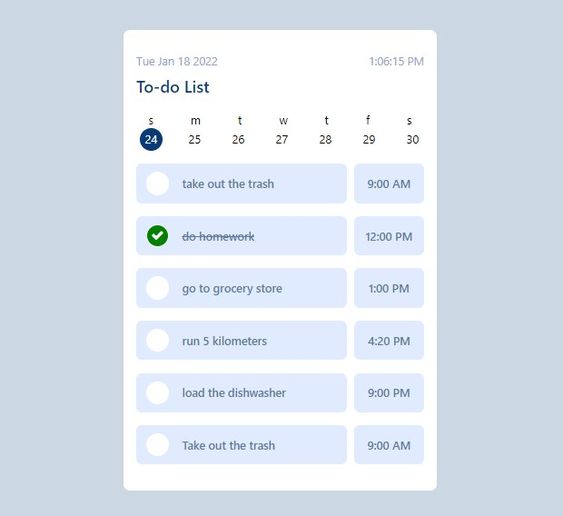 Tue Jan 18 2022 1:06:15 PM
To-do List
s m t w t f s
24 25 26 27 28 29 30
take out the trash 9:00 AM
do homework 12:00 PM
go to grocery store 1:00 PM
run 5 kilometers 4:20 PM
load the dishwasher 9:00 PM
Take out the trash 9:00 AM